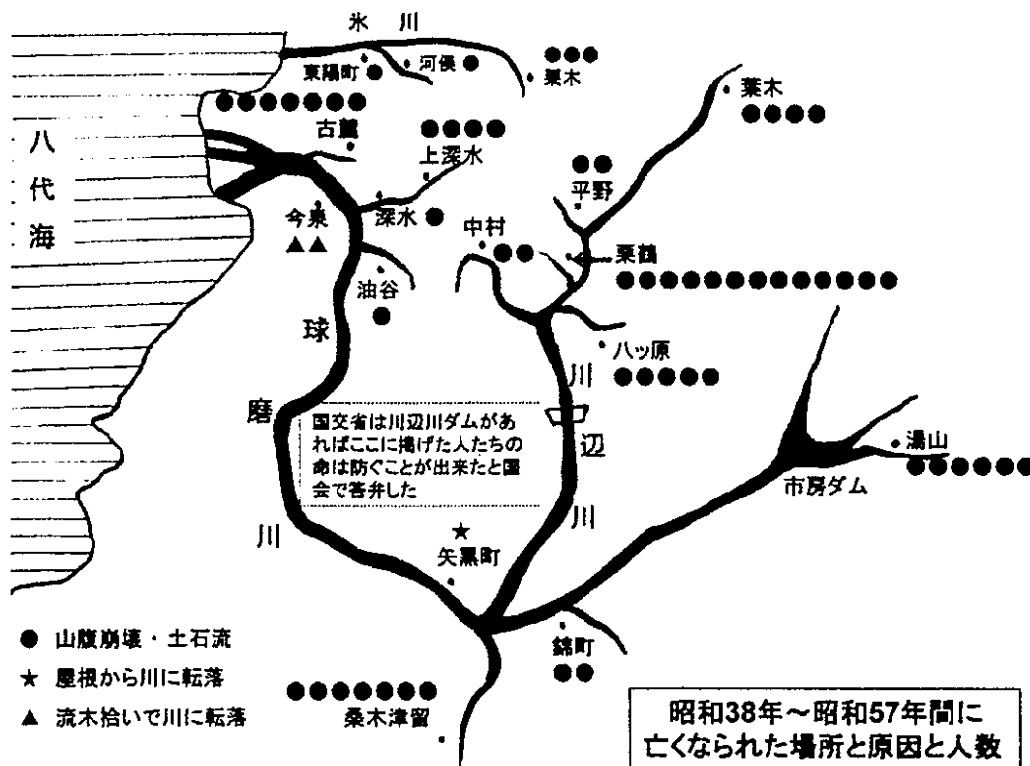 氷川
東陽町
河俣
栗木
葉木
八代海
古麓
上深水
平野
今泉
深水
中村
栗鶴
油谷
八ッ原
球磨川
川辺川
国交省は川辺川ダムがあ
ればここに掲げた人たちの
命は防ぐことが出来たと国
会で答弁した
湯山
市房ダム
矢黒町
錦町
● 山腹崩壊・土石流
★ 屋根から川に転落
▲ 流木拾いで川に転落
桑木津留
昭和38年～昭和57年間に
亡くなられた場所と原因と人数